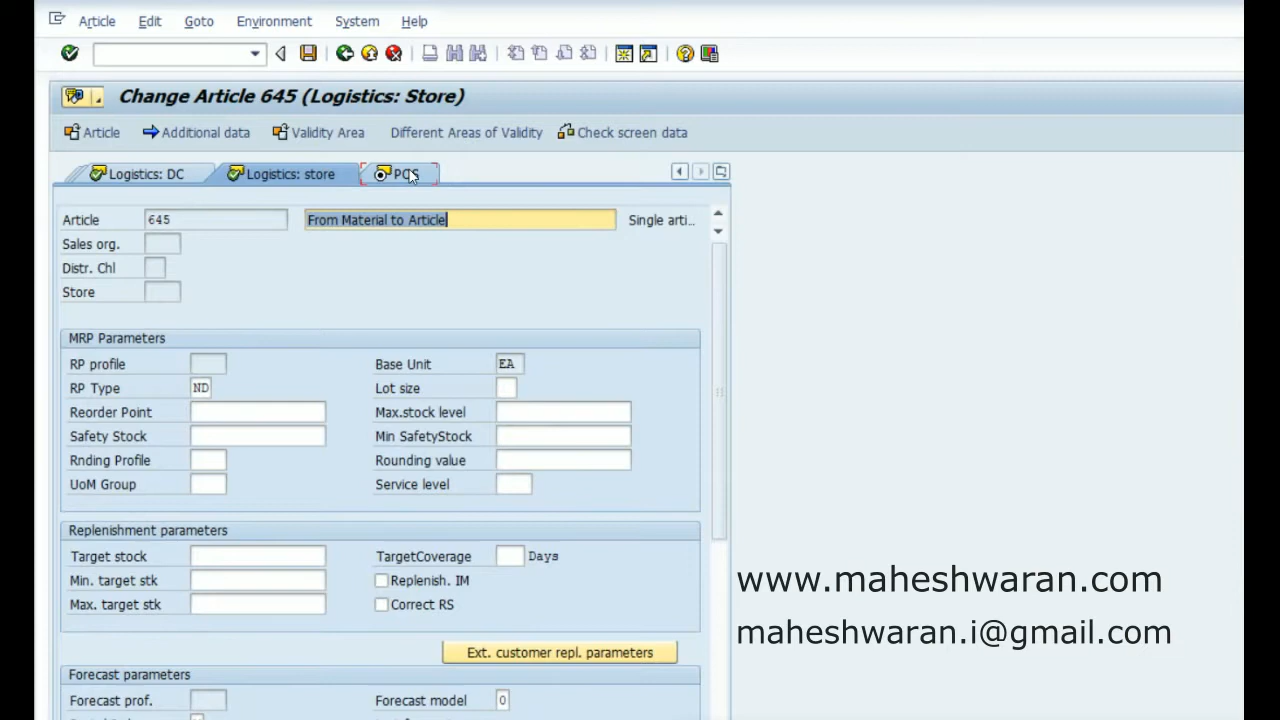 Article Edit Goto Environment System Help
Change Article 645 (Logistics: Store)
Article Additional data Validity Area Different Areas of Validity Check screen data
Logistics: DC Logistics: store POS
Article 645 From Material to Article Single arti..
Sales org.
Distr. Chl
Store
MRP Parameters
RP profile Base Unit EA
RP Type ND Lot size
Reorder Point Max.stock level
Safety Stock Min SafetyStock
Rnding Profile Rounding value
UoM Group Service level
Replenishment parameters
Target stock TargetCoverage Days
Min. target stk Replenish. IM
Max. target stk Correct RS
Ext. customer repl. parameters
Forecast parameters
Forecast prof. Forecast model 0
www.maheshwaran.com
maheshwaran.i@gmail.com